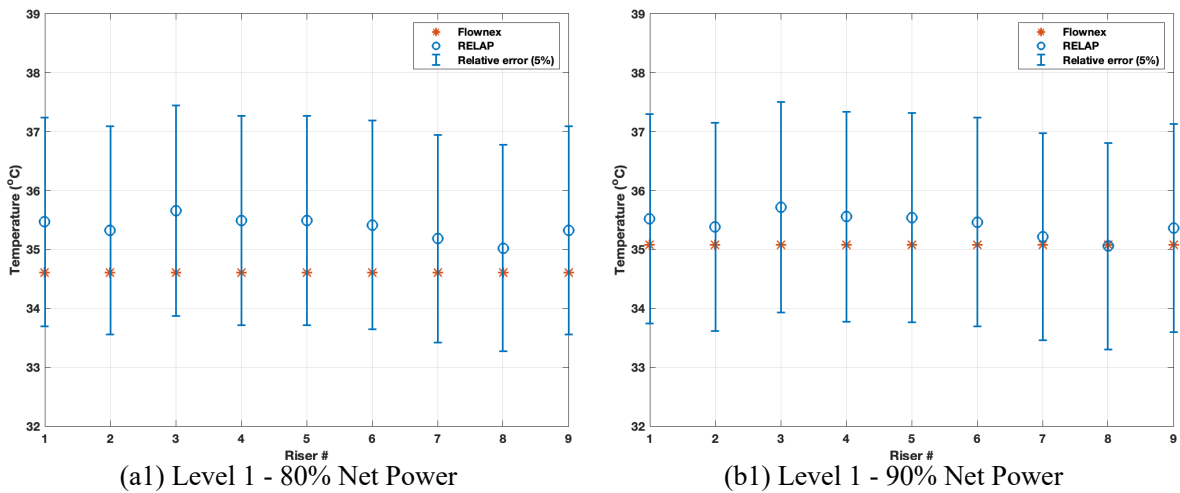 39
38
37
36
35
34
33
32
Temperature (°C)
1 2 3 4 5 6 7 8 9
Riser #
Flownex
RELAP
Relative error (5%)
(a1) Level 1 - 80% Net Power
39
38
37
36
35
34
33
32
Temperature (°C)
1 2 3 4 5 6 7 8 9
Riser #
Flownex
RELAP
Relative error (5%)
(b1) Level 1 - 90% Net Power